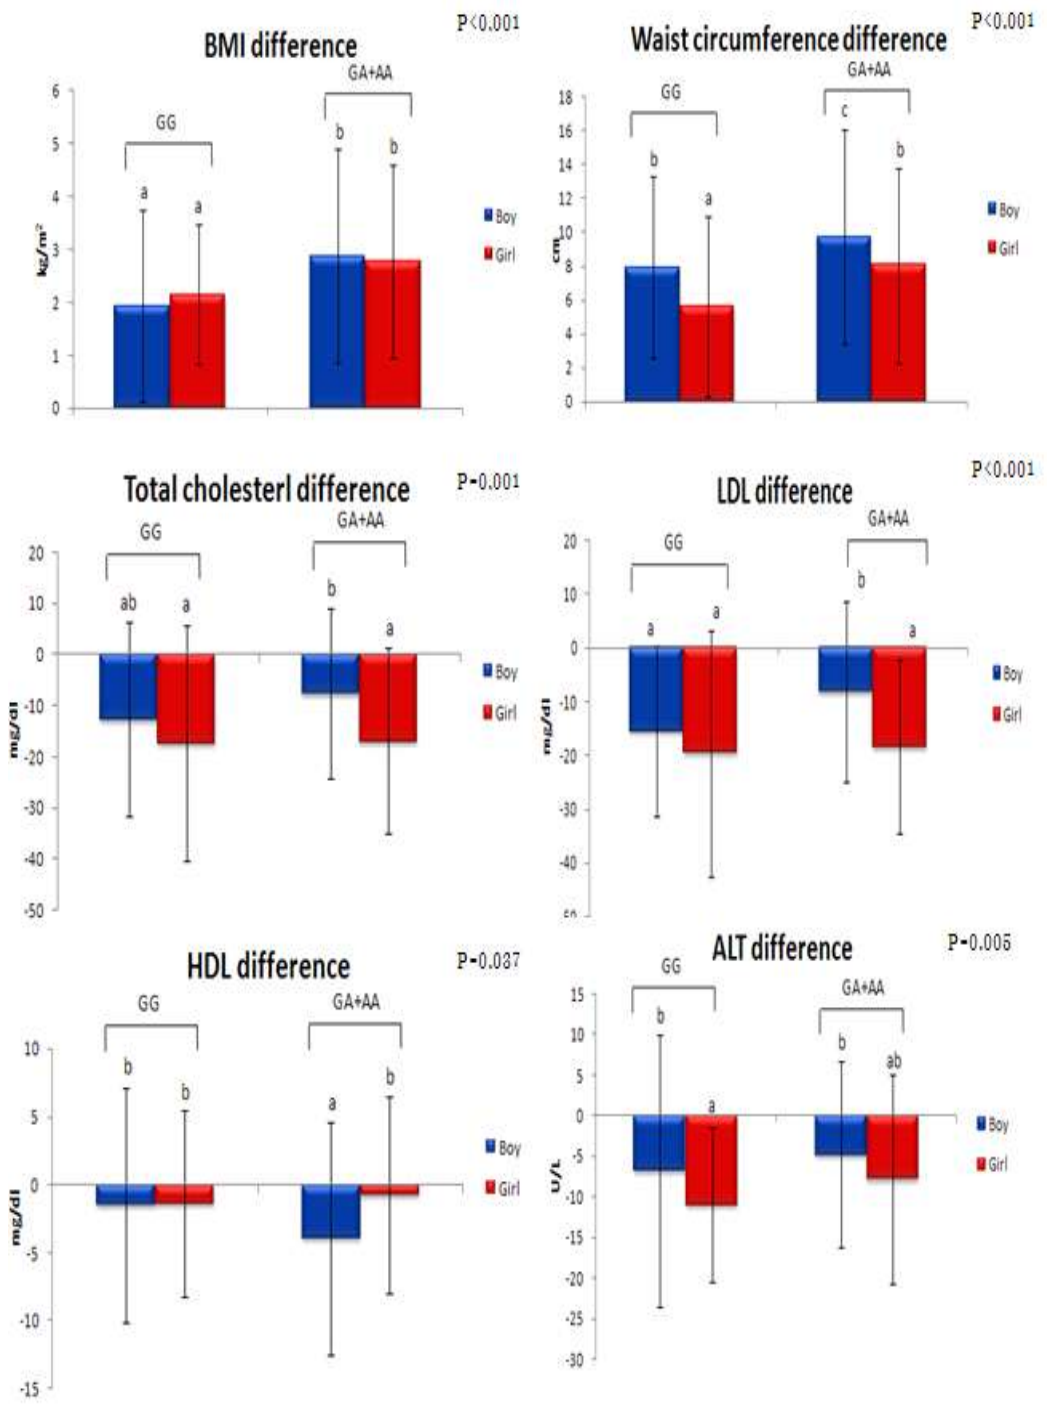 BMI difference
P<0.001
GG
GA+AA
6
5
4
3
2
1
0
kg/m²
a
a
b
b
Boy
Girl
Waist circumference difference
P<0.001
GG
GA+AA
18
16
14
12
10
8
6
4
2
0
cm
b
a
c
b
Boy
Girl
Total cholesterl difference
P-0.001
GG
GA+AA
20
10
0
-10
-20
-30
-40
-50
mg/dl
ab
a
b
a
Boy
Girl
LDL difference
P<0.001
GG
GA+AA
20
10
0
-10
-20
-30
-40
mg/dl
a
a
b
a
Boy
Girl
HDL difference
P-0.037
GG
GA+AA
10
5
0
-5
-10
-15
mg/dl
b
b
a
b
Boy
Girl
ALT difference
P-0.005
GG
GA+AA
15
10
5
0
-5
-10
-15
-20
-25
-30
U/L
b
a
b
ab
Boy
Girl